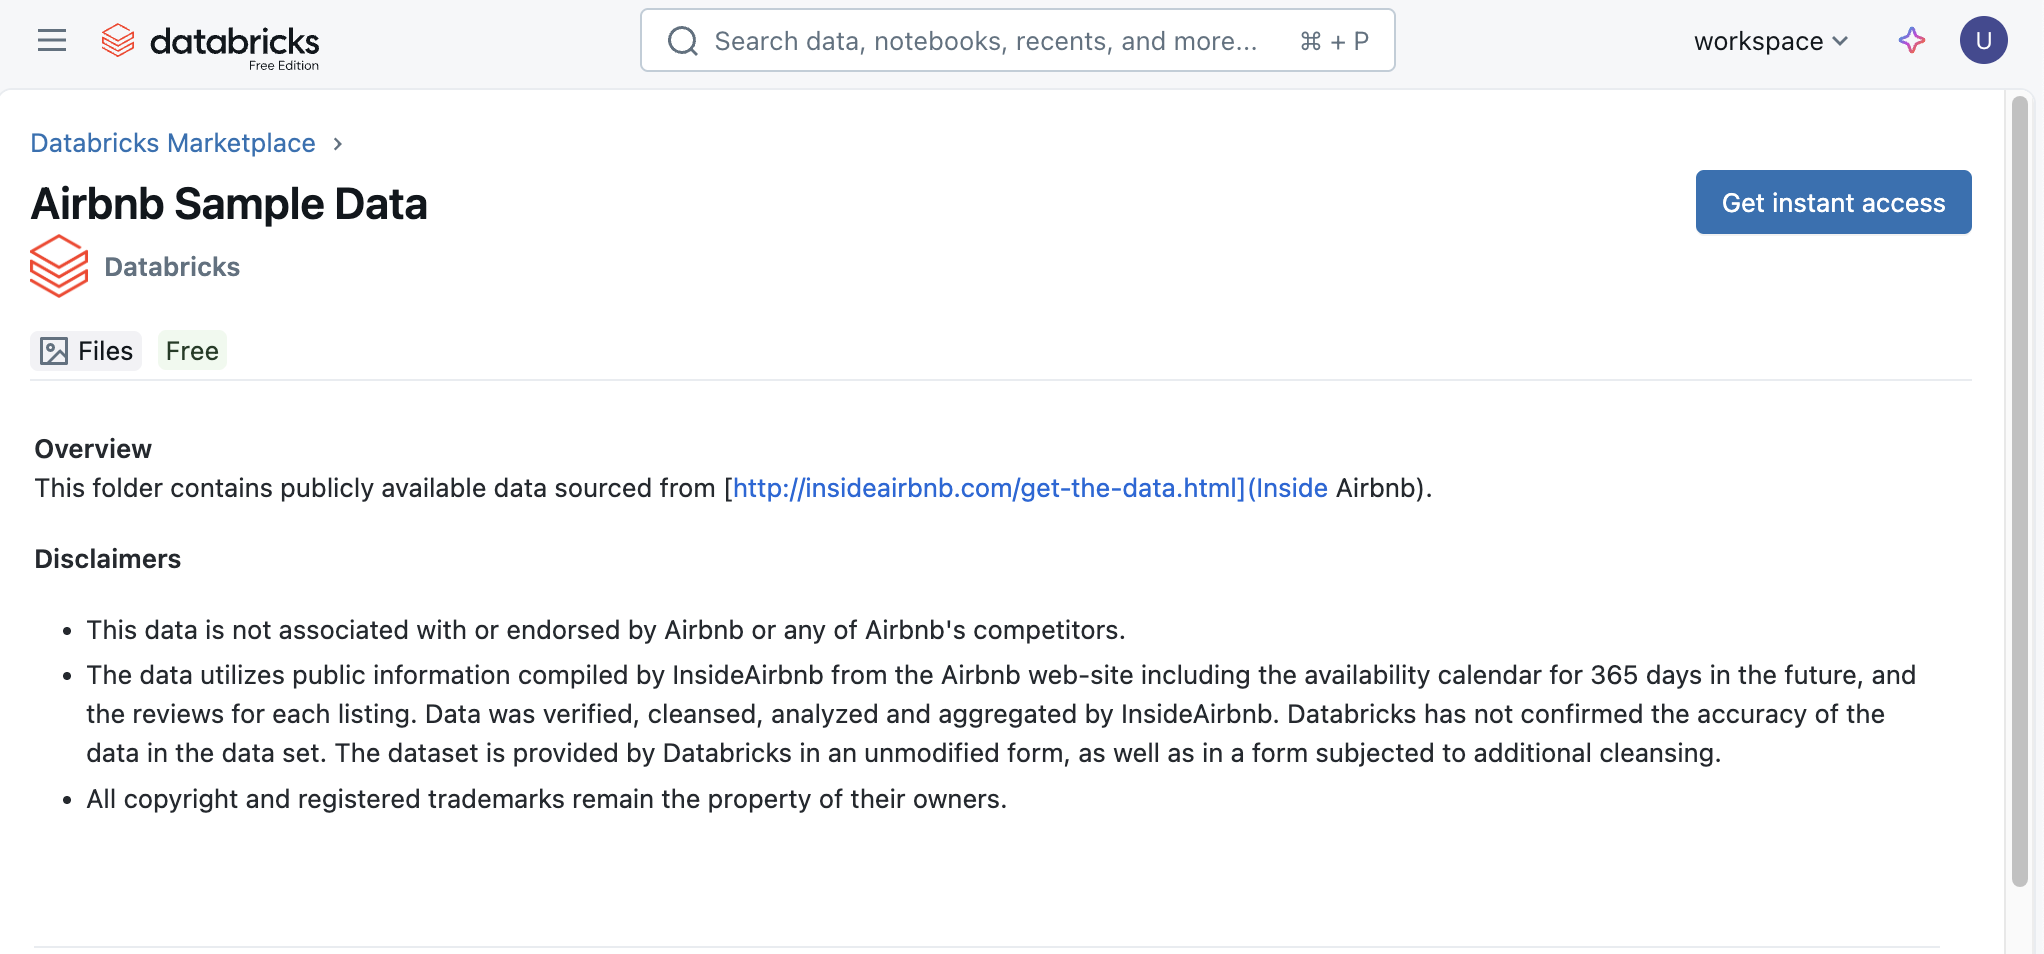 databricks
Free Edition
Search data, notebooks, recents, and more...
⌘ + P
workspace
U
Databricks Marketplace ›
Airbnb Sample Data
Get instant access
Databricks
Files
Free
Overview
This folder contains publicly available data sourced from [http://insideairbnb.com/get-the-data.html](Inside Airbnb).
Disclaimers
• This data is not associated with or endorsed by Airbnb or any of Airbnb's competitors.
• The data utilizes public information compiled by InsideAirbnb from the Airbnb web-site including the availability calendar for 365 days in the future, and
the reviews for each listing. Data was verified, cleansed, analyzed and aggregated by InsideAirbnb. Databricks has not confirmed the accuracy of the
data in the data set. The dataset is provided by Databricks in an unmodified form, as well as in a form subjected to additional cleansing.
• All copyright and registered trademarks remain the property of their owners.